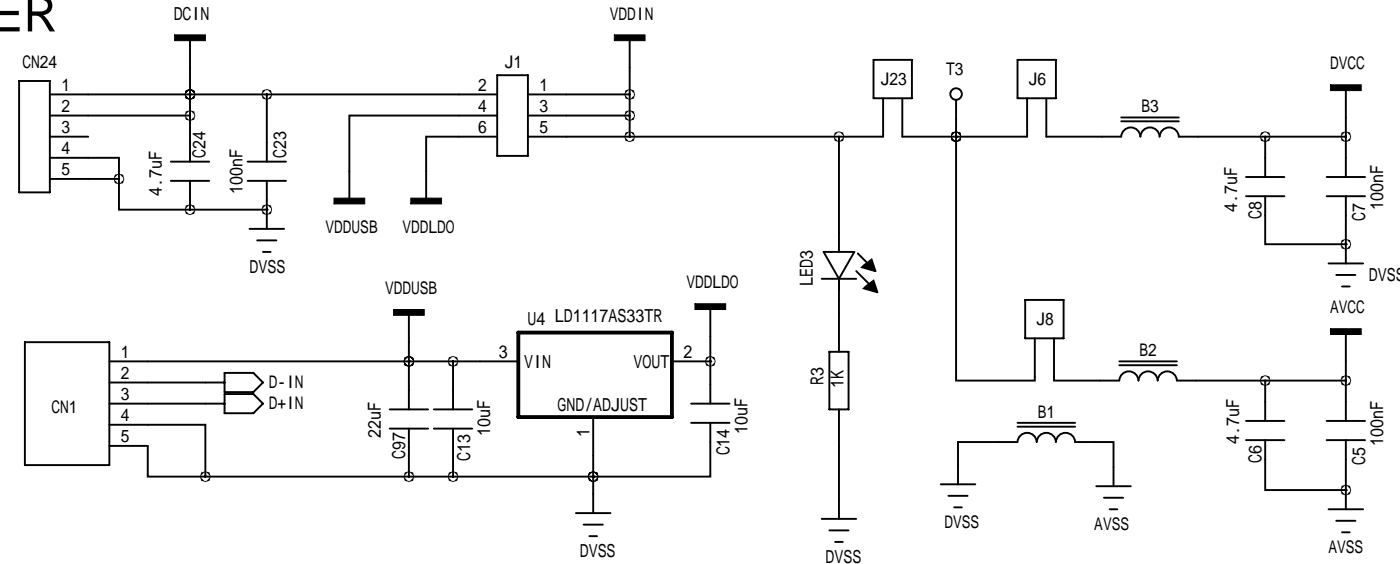 ER
DCIN
VDDIN
CN24
J1
J23
T3
J6
DVCC
B3
1
2
3
4
5
2
4
6
1
3
5
4.7uF
C24
100nF
C23
VDDUSB
VDDLDO
DVSS
4.7uF
C8
C7
100nF
DVSS
LED3
VDDUSB
VDDLDO
U4 LD1117AS33TR
J8
AVCC
B2
CN1
1
2
3
4
5
D-IN
D+IN
3
VIN
VOUT
2
GND/ADJUST
1
22uF
C97
C13
10uF
C14
10uF
R3
1K
B1
4.7uF
C6
C5
100nF
DVSS
AVSS
DVSS
DVSS
AVSS